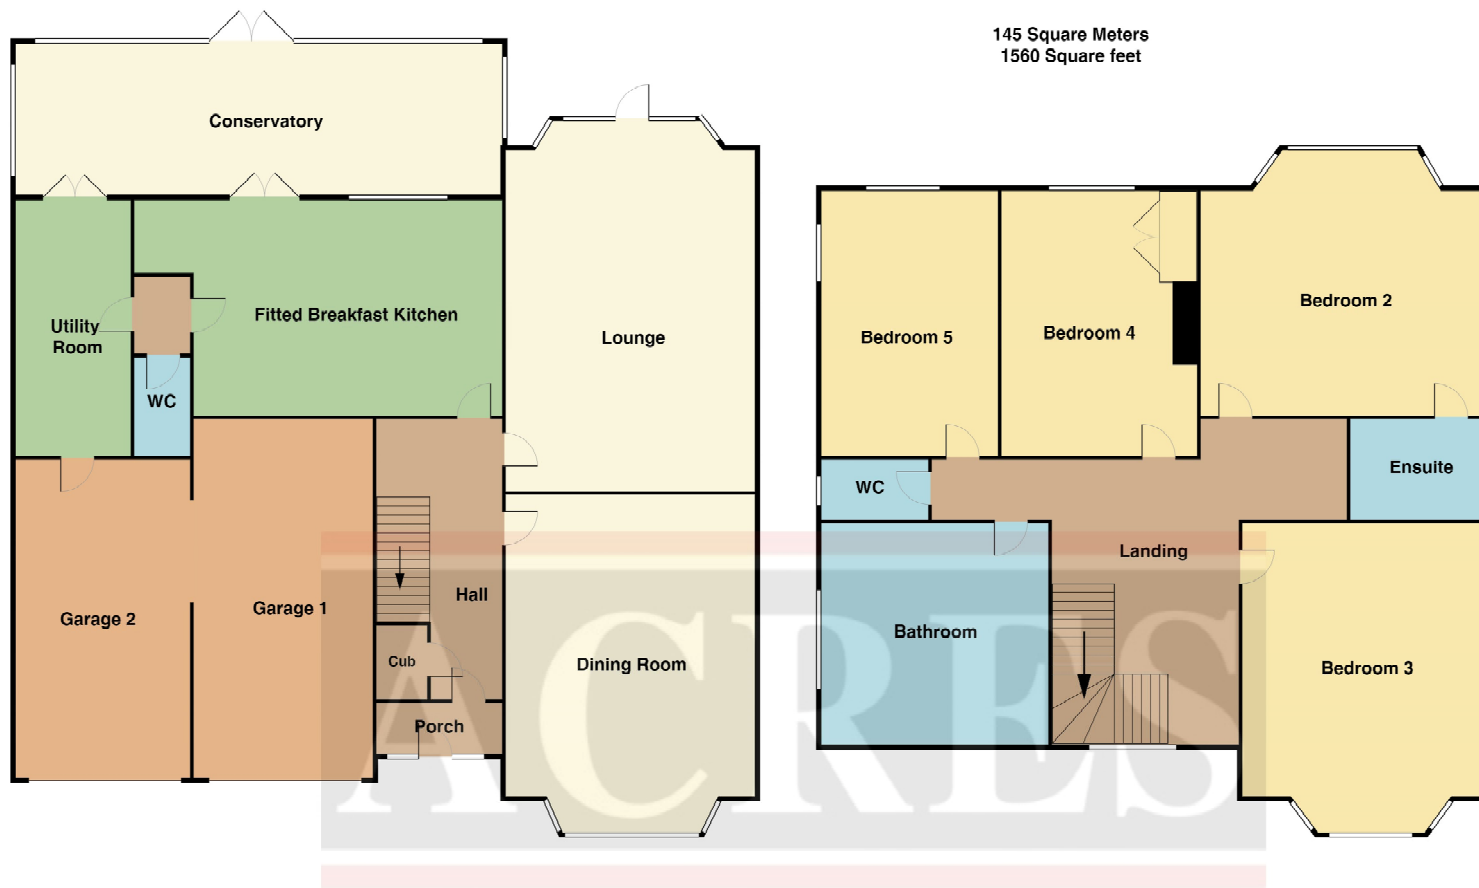 145 Square Meters
1560 Square feet
Conservatory
Utility
Room
Fitted Breakfast Kitchen
WC
Lounge
Garage 2
Garage 1
Hall
Cub
Porch
Dining Room
Bedroom 5
Bedroom 4
Bedroom 2
WC
Ensuite
Landing
Bathroom
Bedroom 3
ACRES